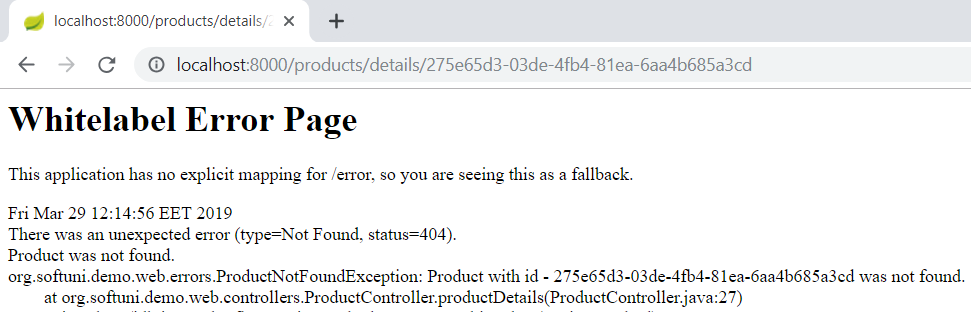 localhost:8000/products/details/2
localhost:8000/products/details/275e65d3-03de-4fb4-81ea-6aa4b685a3cd
Whitelabel Error Page
This application has no explicit mapping for /error, so you are seeing this as a fallback.
Fri Mar 29 12:14:56 EET 2019
There was an unexpected error (type=Not Found, status=404).
Product was not found.
org.softuni.demo.web.errors.ProductNotFoundException: Product with id - 275e65d3-03de-4fb4-81ea-6aa4b685a3cd was not found.
at org.softuni.demo.web.controllers.ProductController.productDetails(ProductController.java:27)